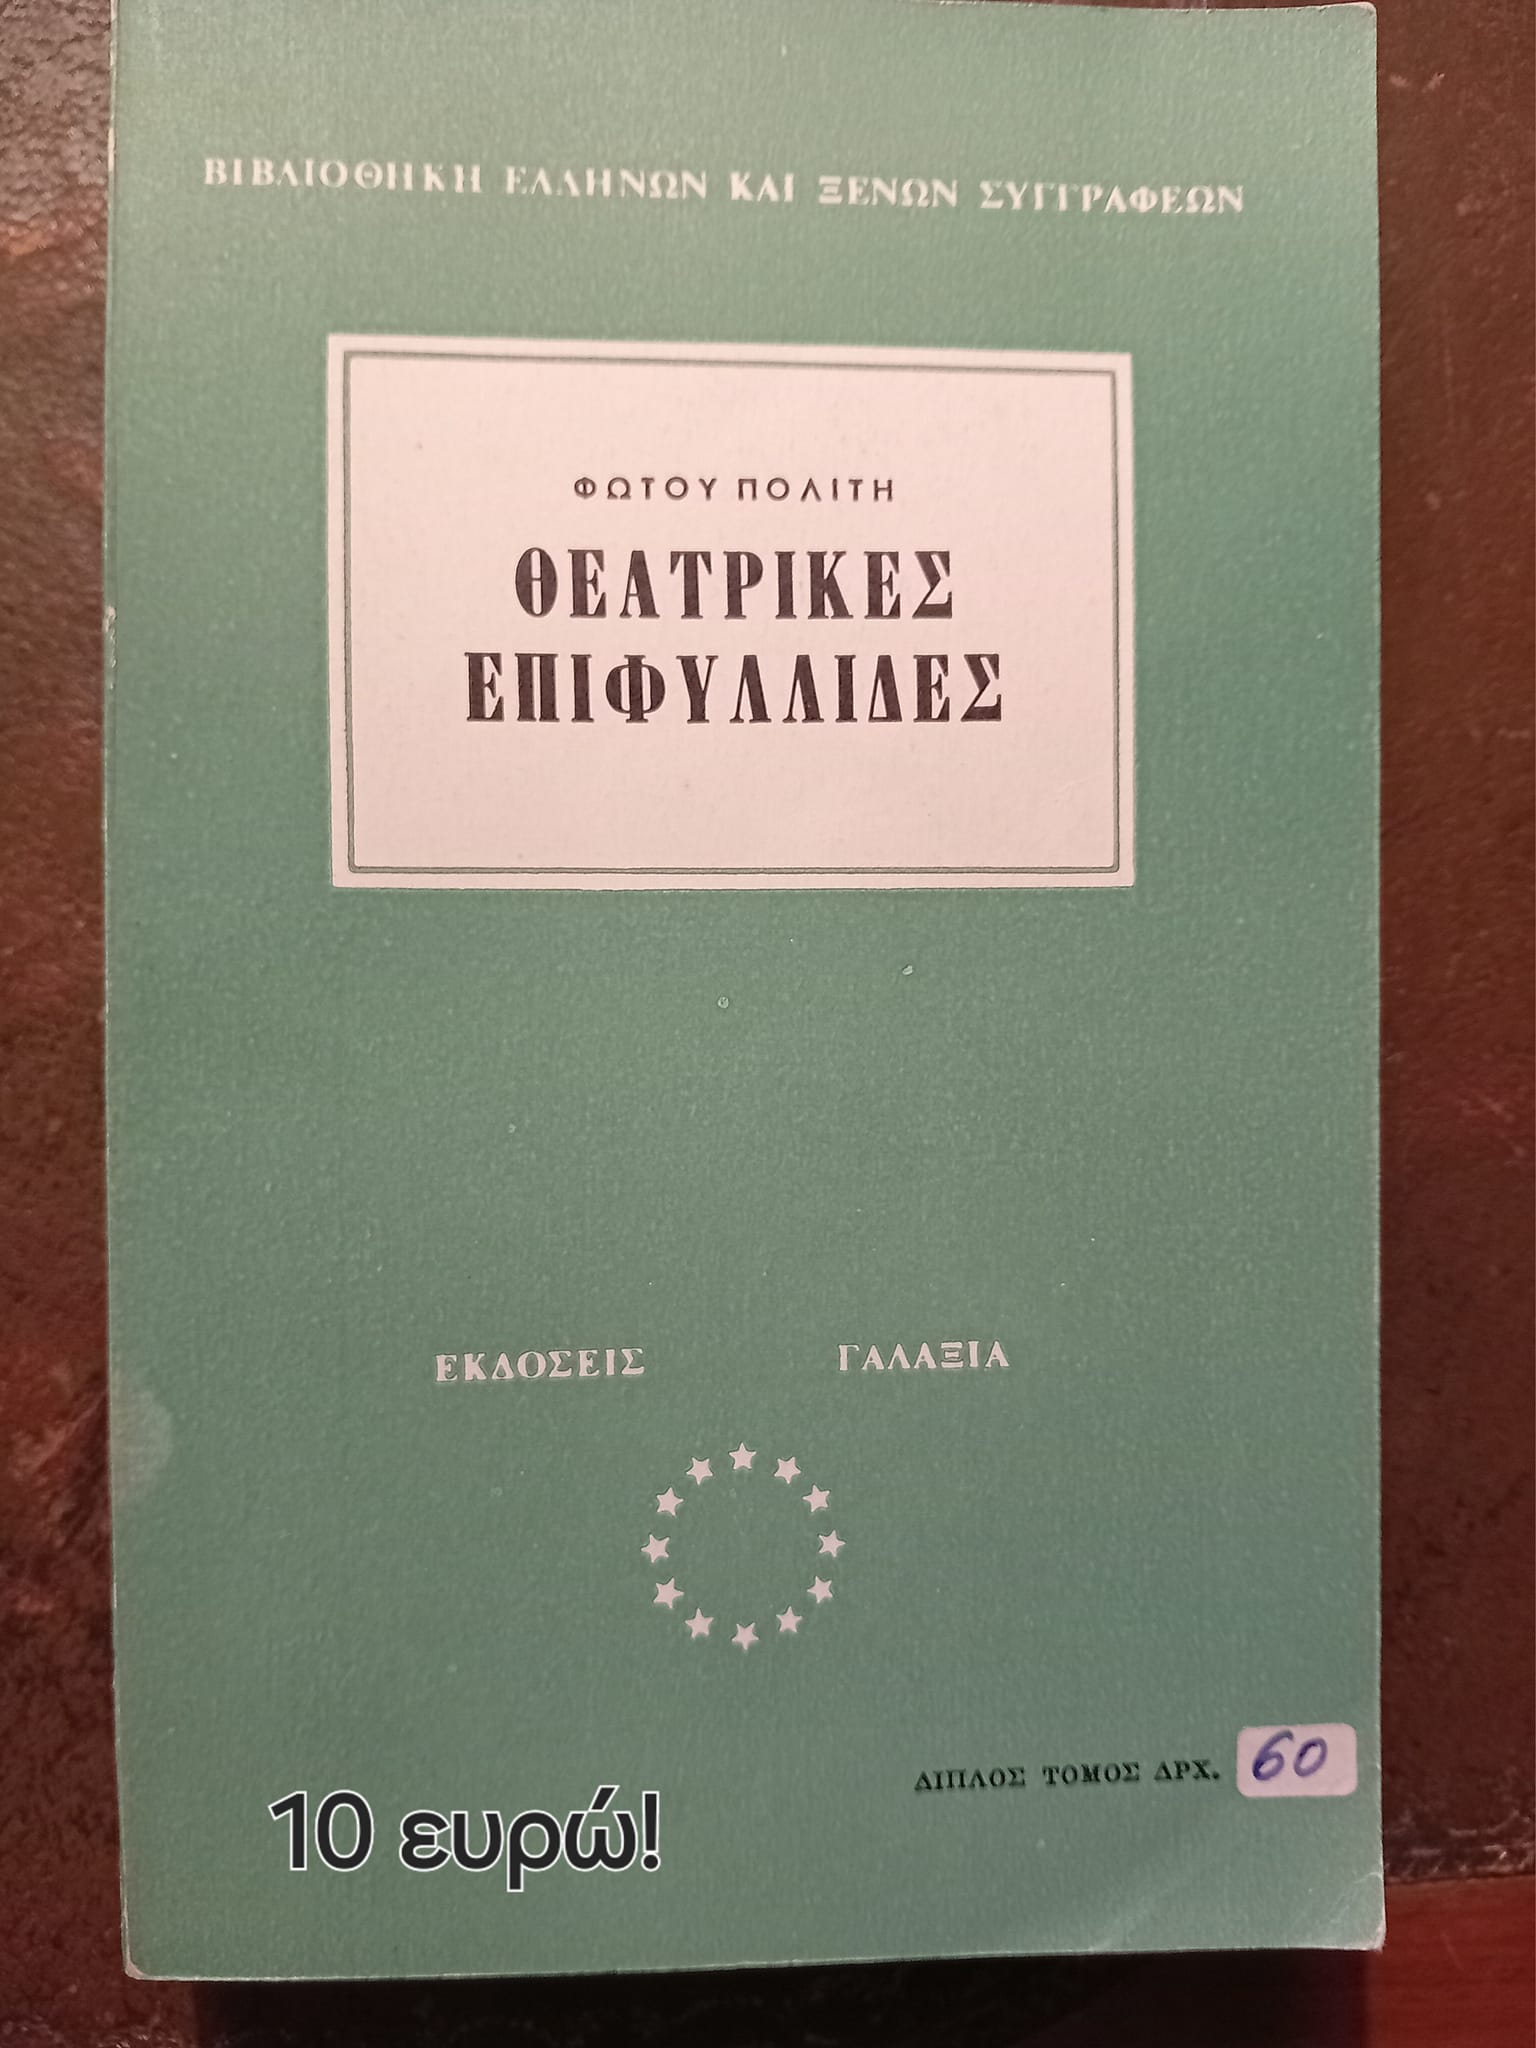 ΒΙΒΛΙΟΘΗΚΗ ΕΛΛΗΝΩΝ ΚΑΙ ΞΕΝΩΝ ΣΥΓΓΡΑΦΕΩΝ
ΦΩΤΟΥ ΠΟΛΙΤΗ
ΘΕΑΤΡΙΚΕΣ
ΕΠΙΦΥΛΛΙΔΕΣ
ΕΚΔΟΣΕΙΣ ΓΑΛΑΞΙΑ
ΔΙΠΛΟΣ ΤΟΜΟΣ ΔΡΧ. 60
10 ευρώ!